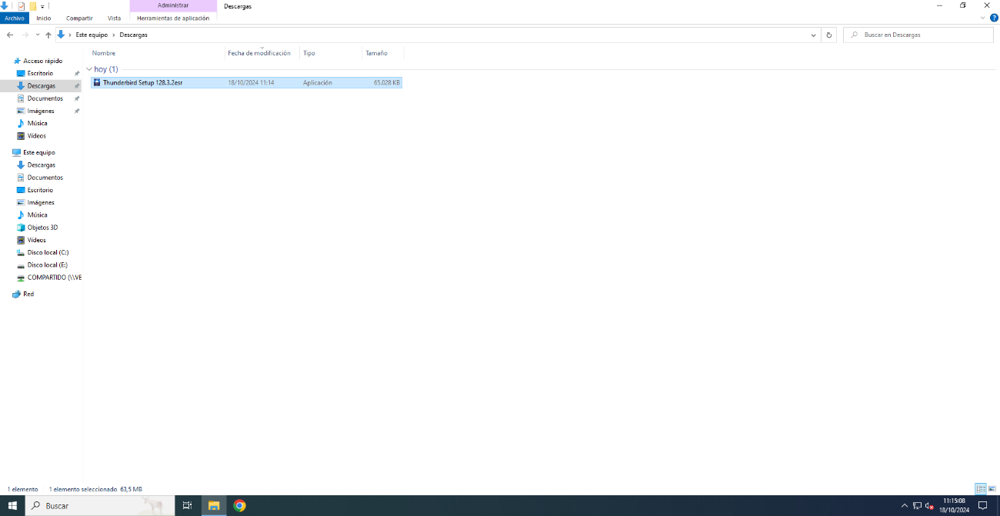 Administrar
Descargas
Archivo
Inicio
Compartir
Vista
Herramientas de aplicación
Este equipo
Descargas
Buscar en Descargas
Nombre
Fecha de modificación
Tipo
Tamaño
hoy (1)
Thunderbird Setup 128.3.2esr
18/10/2024 11:14
Aplicación
65.028 KB
Acceso rápido
Escritorio
Descargas
Documentos
Imágenes
Música
Vídeos
Este equipo
Descargas
Documentos
Escritorio
Imágenes
Música
Objetos 3D
Vídeos
Disco local (C:)
Disco local (E:)
COMPARTIDO (\\VE
Red
1 elemento
1 elemento seleccionado 63,5 MB
Buscar
11:15:08
18/10/2024